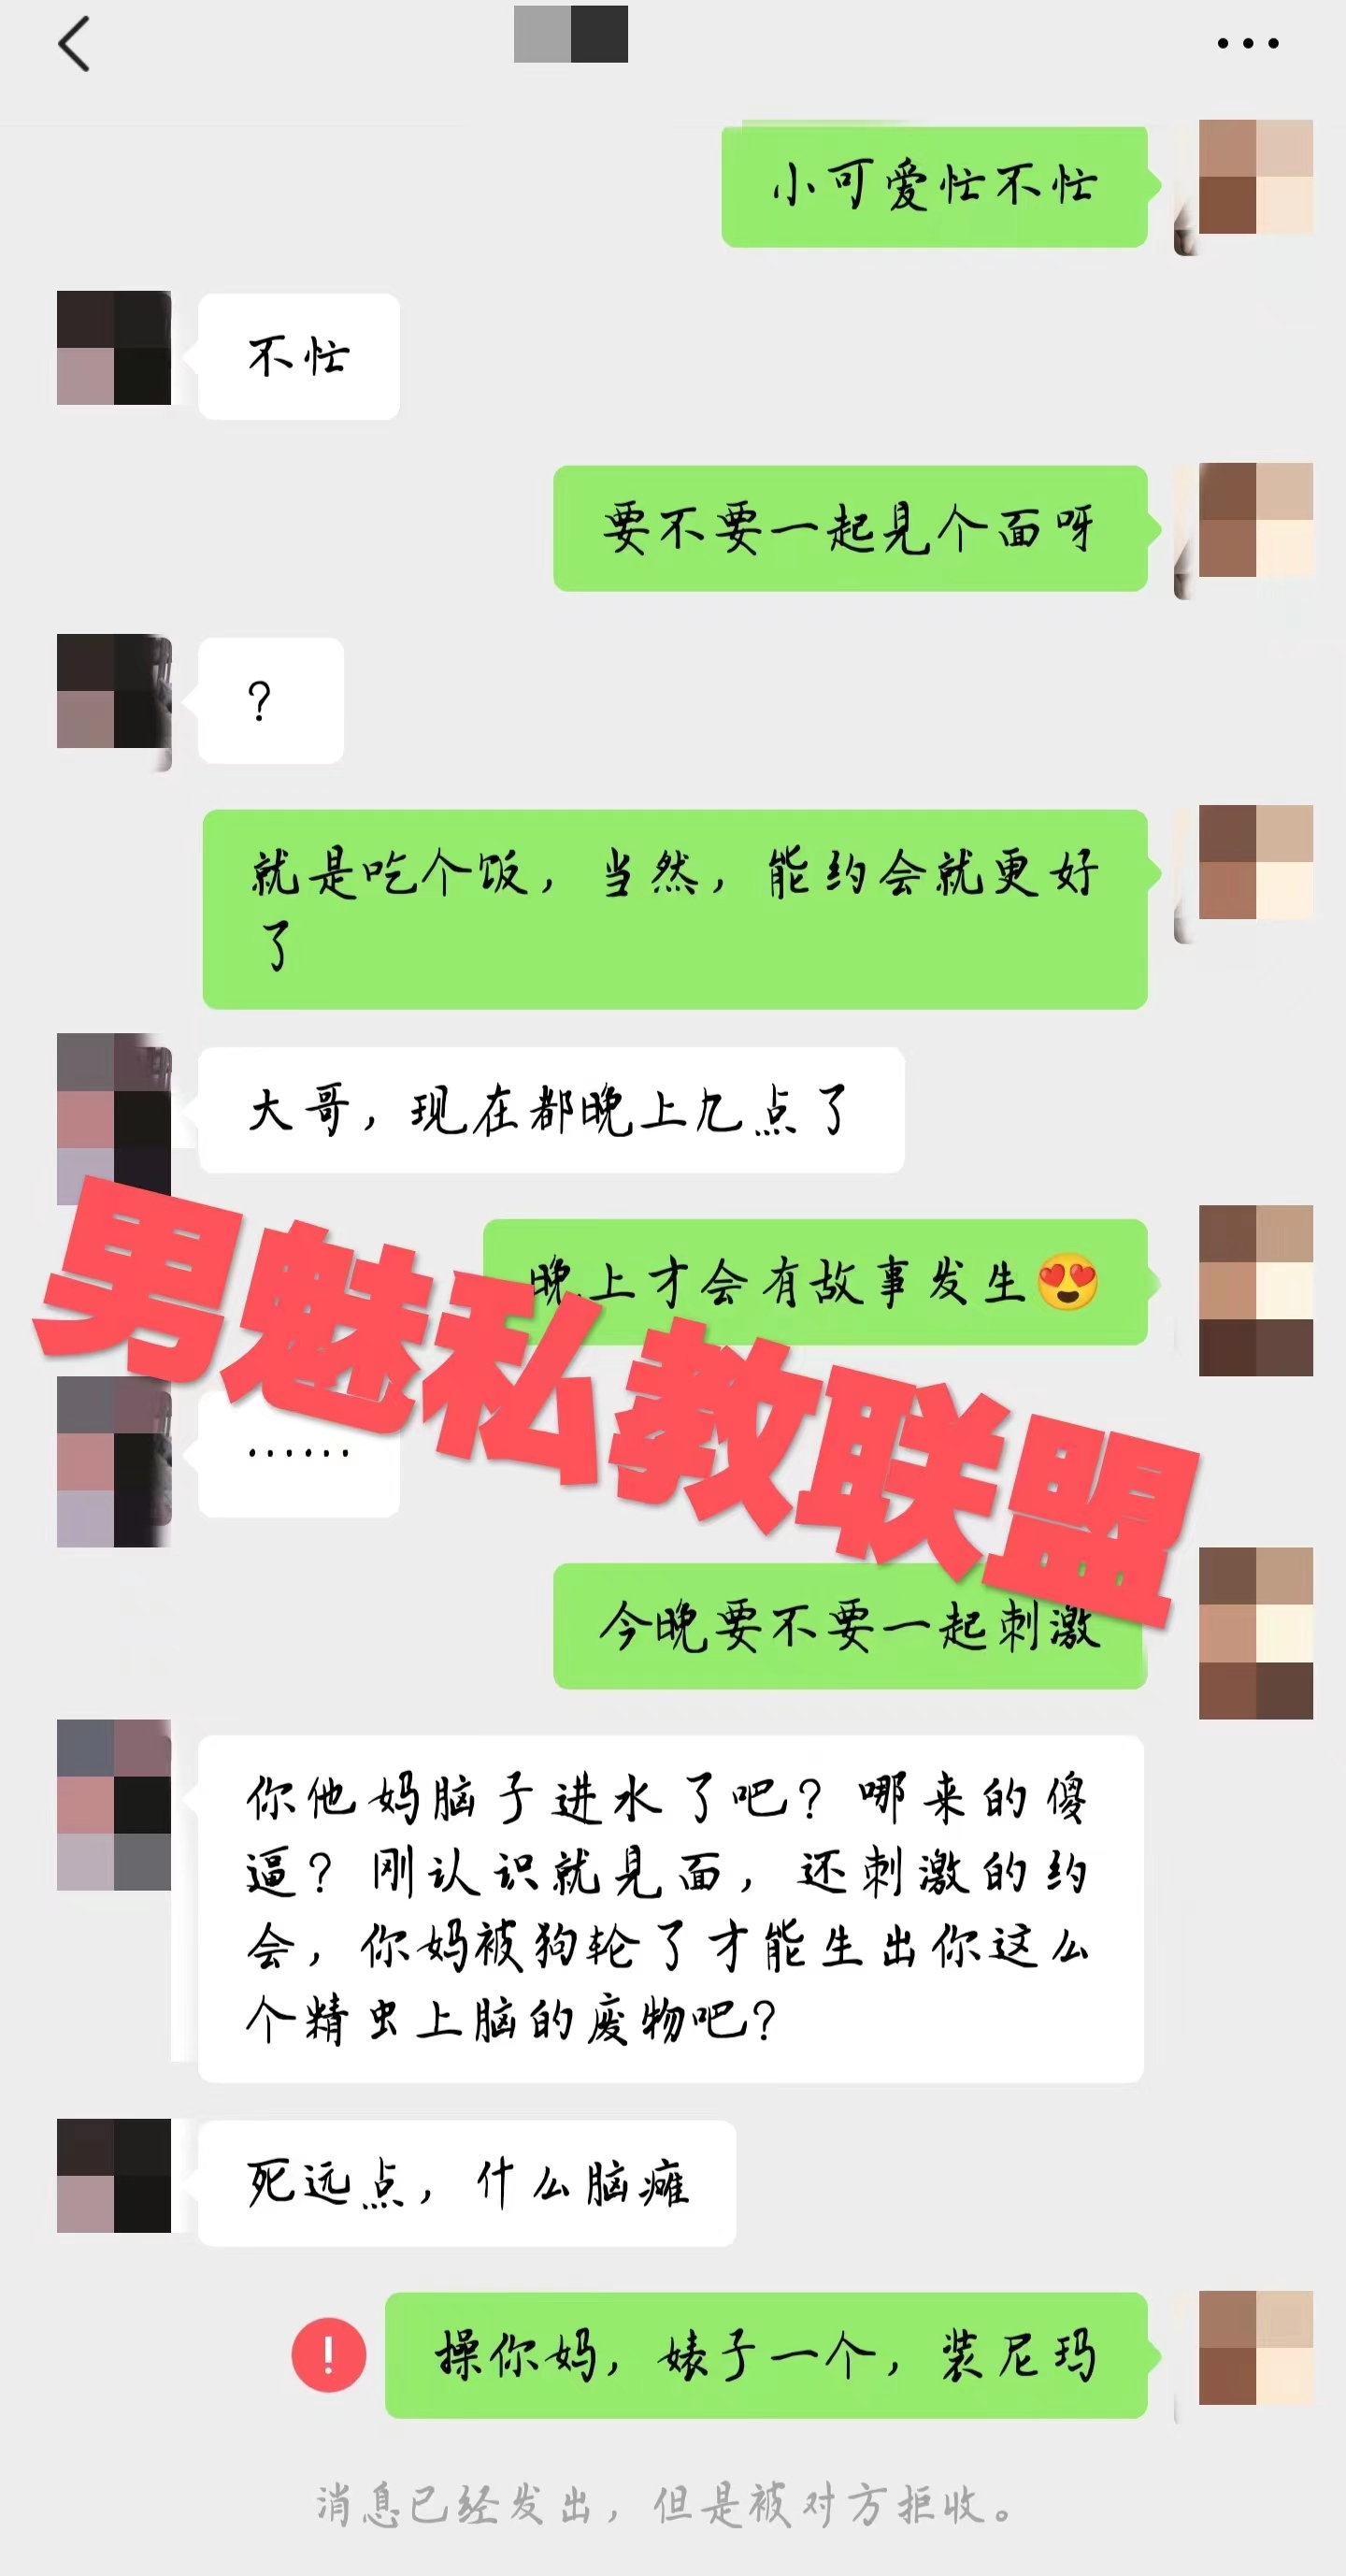 小可爱忙不忙
不忙
要不要一起见个面呀
?
就是吃个饭，当然，能约会就更好
了
大哥，现在都晚上九点了
晚上才会有故事发生
男魅私教联盟
······
今晚要不要一起刺激
你他妈脑子进水了吧？哪来的傻
逼？刚认识就见面，还刺激的约
会，你妈被狗轮了才能生出你这么
个精虫上脑的废物吧？
死远点，什么脑瘫
操你妈，婊子一个，装尼玛
消息已经发出，但是被对方拒收。